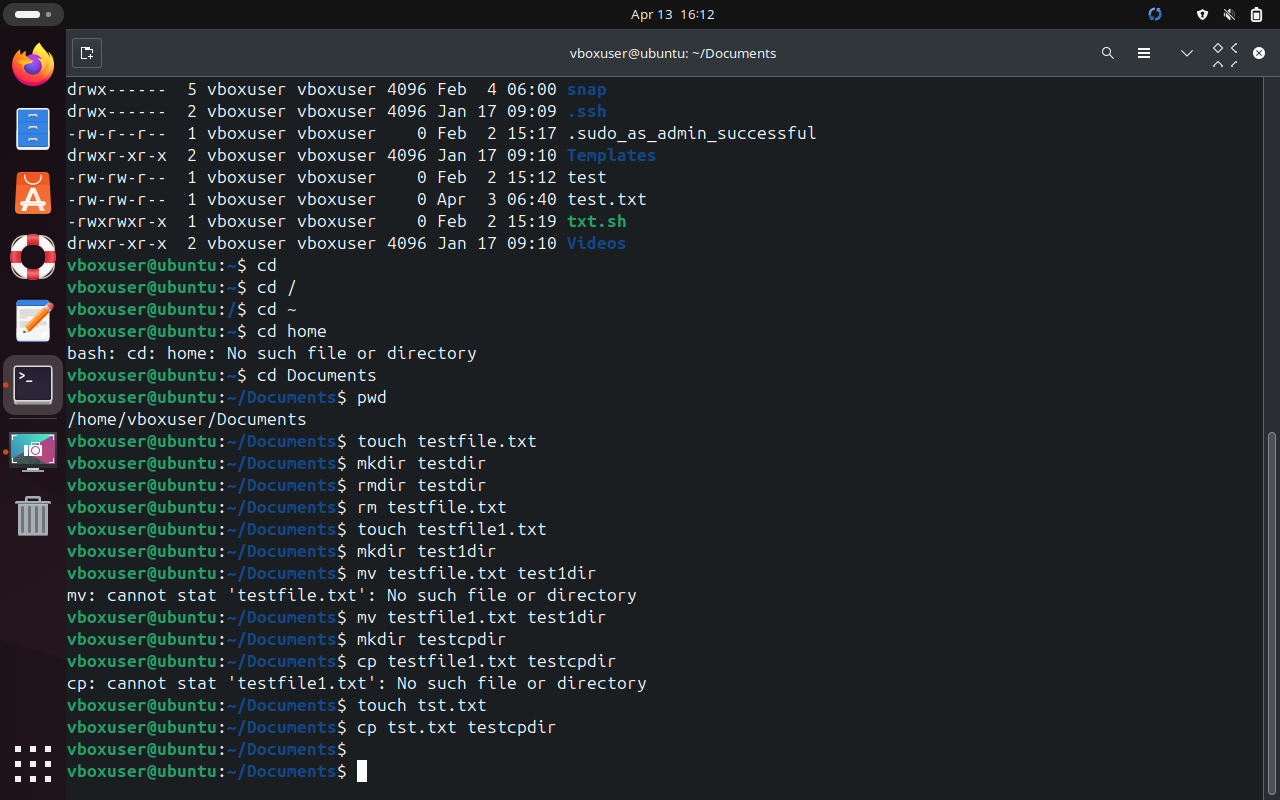 Apr 13 16:12
vboxuser@ubuntu: ~/Documents
drwx------  5 vboxuser vboxuser 4096 Feb  4 06:00 snap
drwx------  2 vboxuser vboxuser 4096 Jan 17 09:09 .ssh
-rw-r--r--  1 vboxuser vboxuser    0 Feb  2 15:17 .sudo_as_admin_successful
drwxr-xr-x  2 vboxuser vboxuser 4096 Jan 17 09:10 Templates
-rw-rw-r--  1 vboxuser vboxuser    0 Feb  2 15:12 test
-rw-rw-r--  1 vboxuser vboxuser    0 Apr  3 06:40 test.txt
-rwxrwxr-x  1 vboxuser vboxuser    0 Feb  2 15:19 txt.sh
drwxr-xr-x  2 vboxuser vboxuser 4096 Jan 17 09:10 Videos
vboxuser@ubuntu:~$ cd
vboxuser@ubuntu:~$ cd /
vboxuser@ubuntu:/$ cd ~
vboxuser@ubuntu:~$ cd home
bash: cd: home: No such file or directory
vboxuser@ubuntu:~$ cd Documents
vboxuser@ubuntu:~/Documents$ pwd
/home/vboxuser/Documents
vboxuser@ubuntu:~/Documents$ touch testfile.txt
vboxuser@ubuntu:~/Documents$ mkdir testdir
vboxuser@ubuntu:~/Documents$ rmdir testdir
vboxuser@ubuntu:~/Documents$ rm testfile.txt
vboxuser@ubuntu:~/Documents$ touch testfile1.txt
vboxuser@ubuntu:~/Documents$ mkdir test1dir
vboxuser@ubuntu:~/Documents$ mv testfile.txt test1dir
mv: cannot stat 'testfile.txt': No such file or directory
vboxuser@ubuntu:~/Documents$ mv testfile1.txt test1dir
vboxuser@ubuntu:~/Documents$ mkdir testcpdir
vboxuser@ubuntu:~/Documents$ cp testfile1.txt testcpdir
cp: cannot stat 'testfile1.txt': No such file or directory
vboxuser@ubuntu:~/Documents$ touch tst.txt
vboxuser@ubuntu:~/Documents$ cp tst.txt testcpdir
vboxuser@ubuntu:~/Documents$
vboxuser@ubuntu:~/Documents$